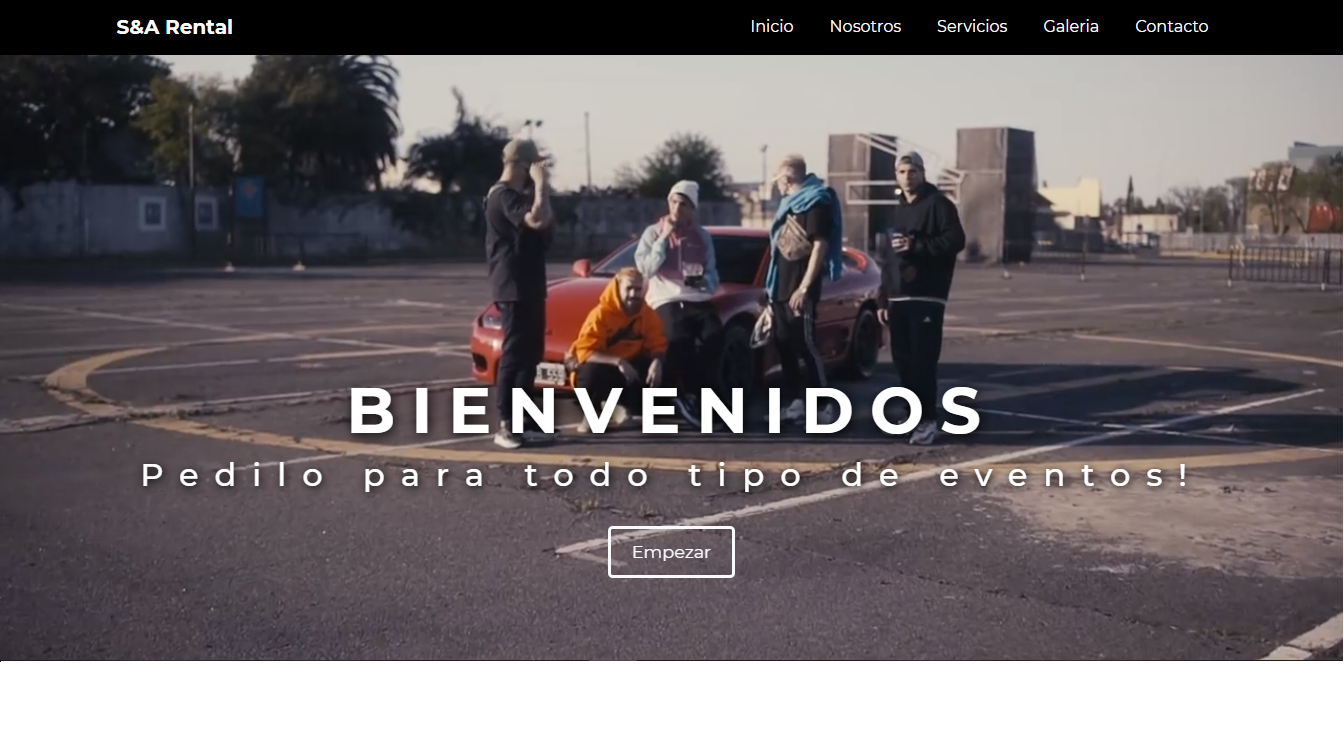 S&A Rental
Inicio Nosotros Servicios Galeria Contacto
BIENVENIDOS
Pedilo para todo tipo de eventos!
Empezar